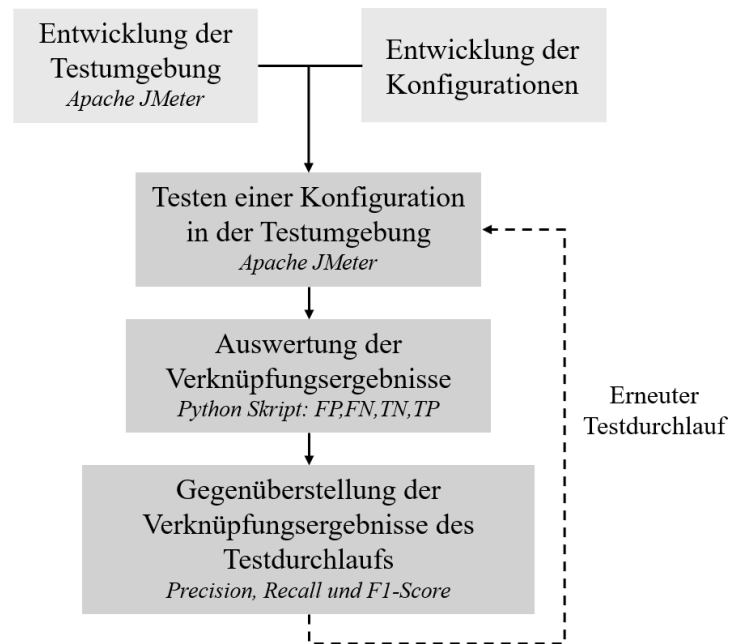 Entwicklung der
Testumgebung
Apache JMeter
Entwicklung der
Konfigurationen
Testen einer Konfiguration
in der Testumgebung
Apache JMeter
Auswertung der
Verknüpfungsergebnisse
Python Skript: FP,FN,TN,TP
Erneuter
Testdurchlauf
Gegenüberstellung der
Verknüpfungsergebnisse des
Testdurchlaufs
Precision, Recall und F1-Score